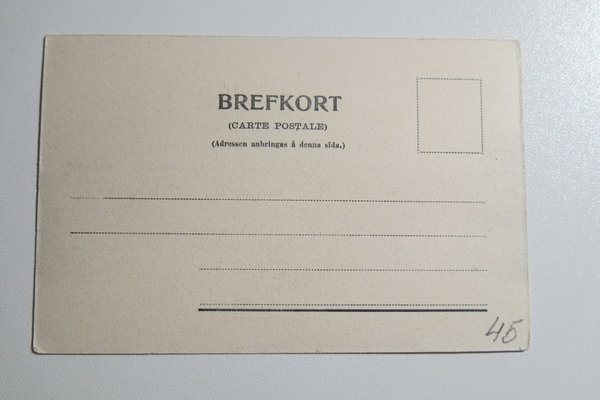 BREFKORT
(CARTE POSTALE)
(Adressen anbringas å denna sida.)
45